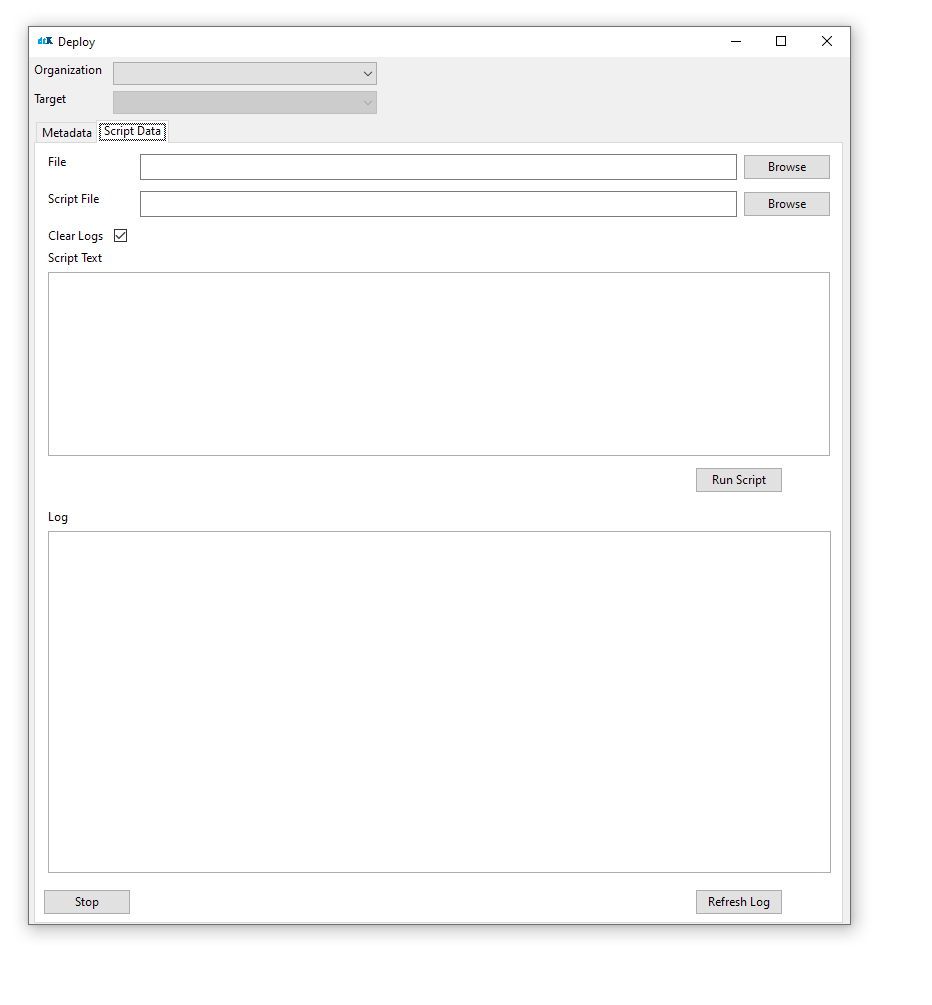 dtK Deploy
Organization
Target
Metadata Script Data
File Browse
Script File Browse
Clear Logs
Script Text
Run Script
Log
Stop Refresh Log